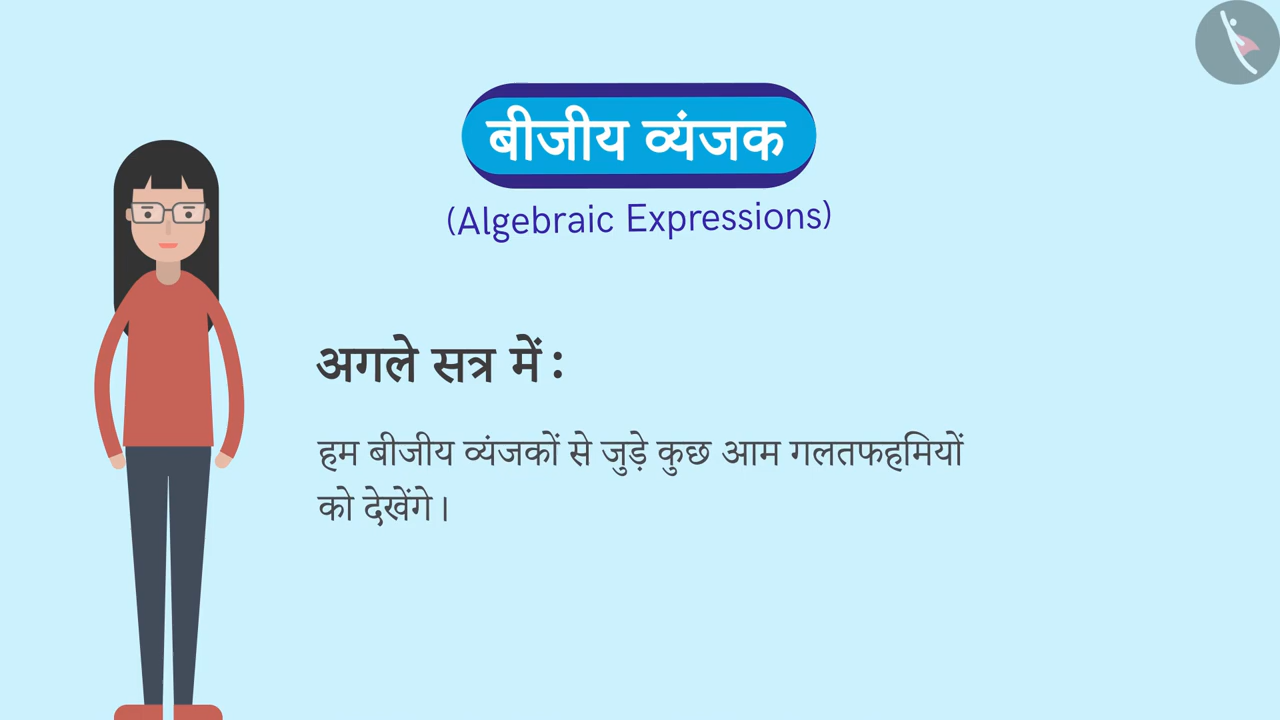 बीजीय व्यंजक
(Algebraic Expressions)
अगले सत्र में :
हम बीजीय व्यंजकों से जुड़े कुछ आम गलतफहमियों
को देखेंगे।